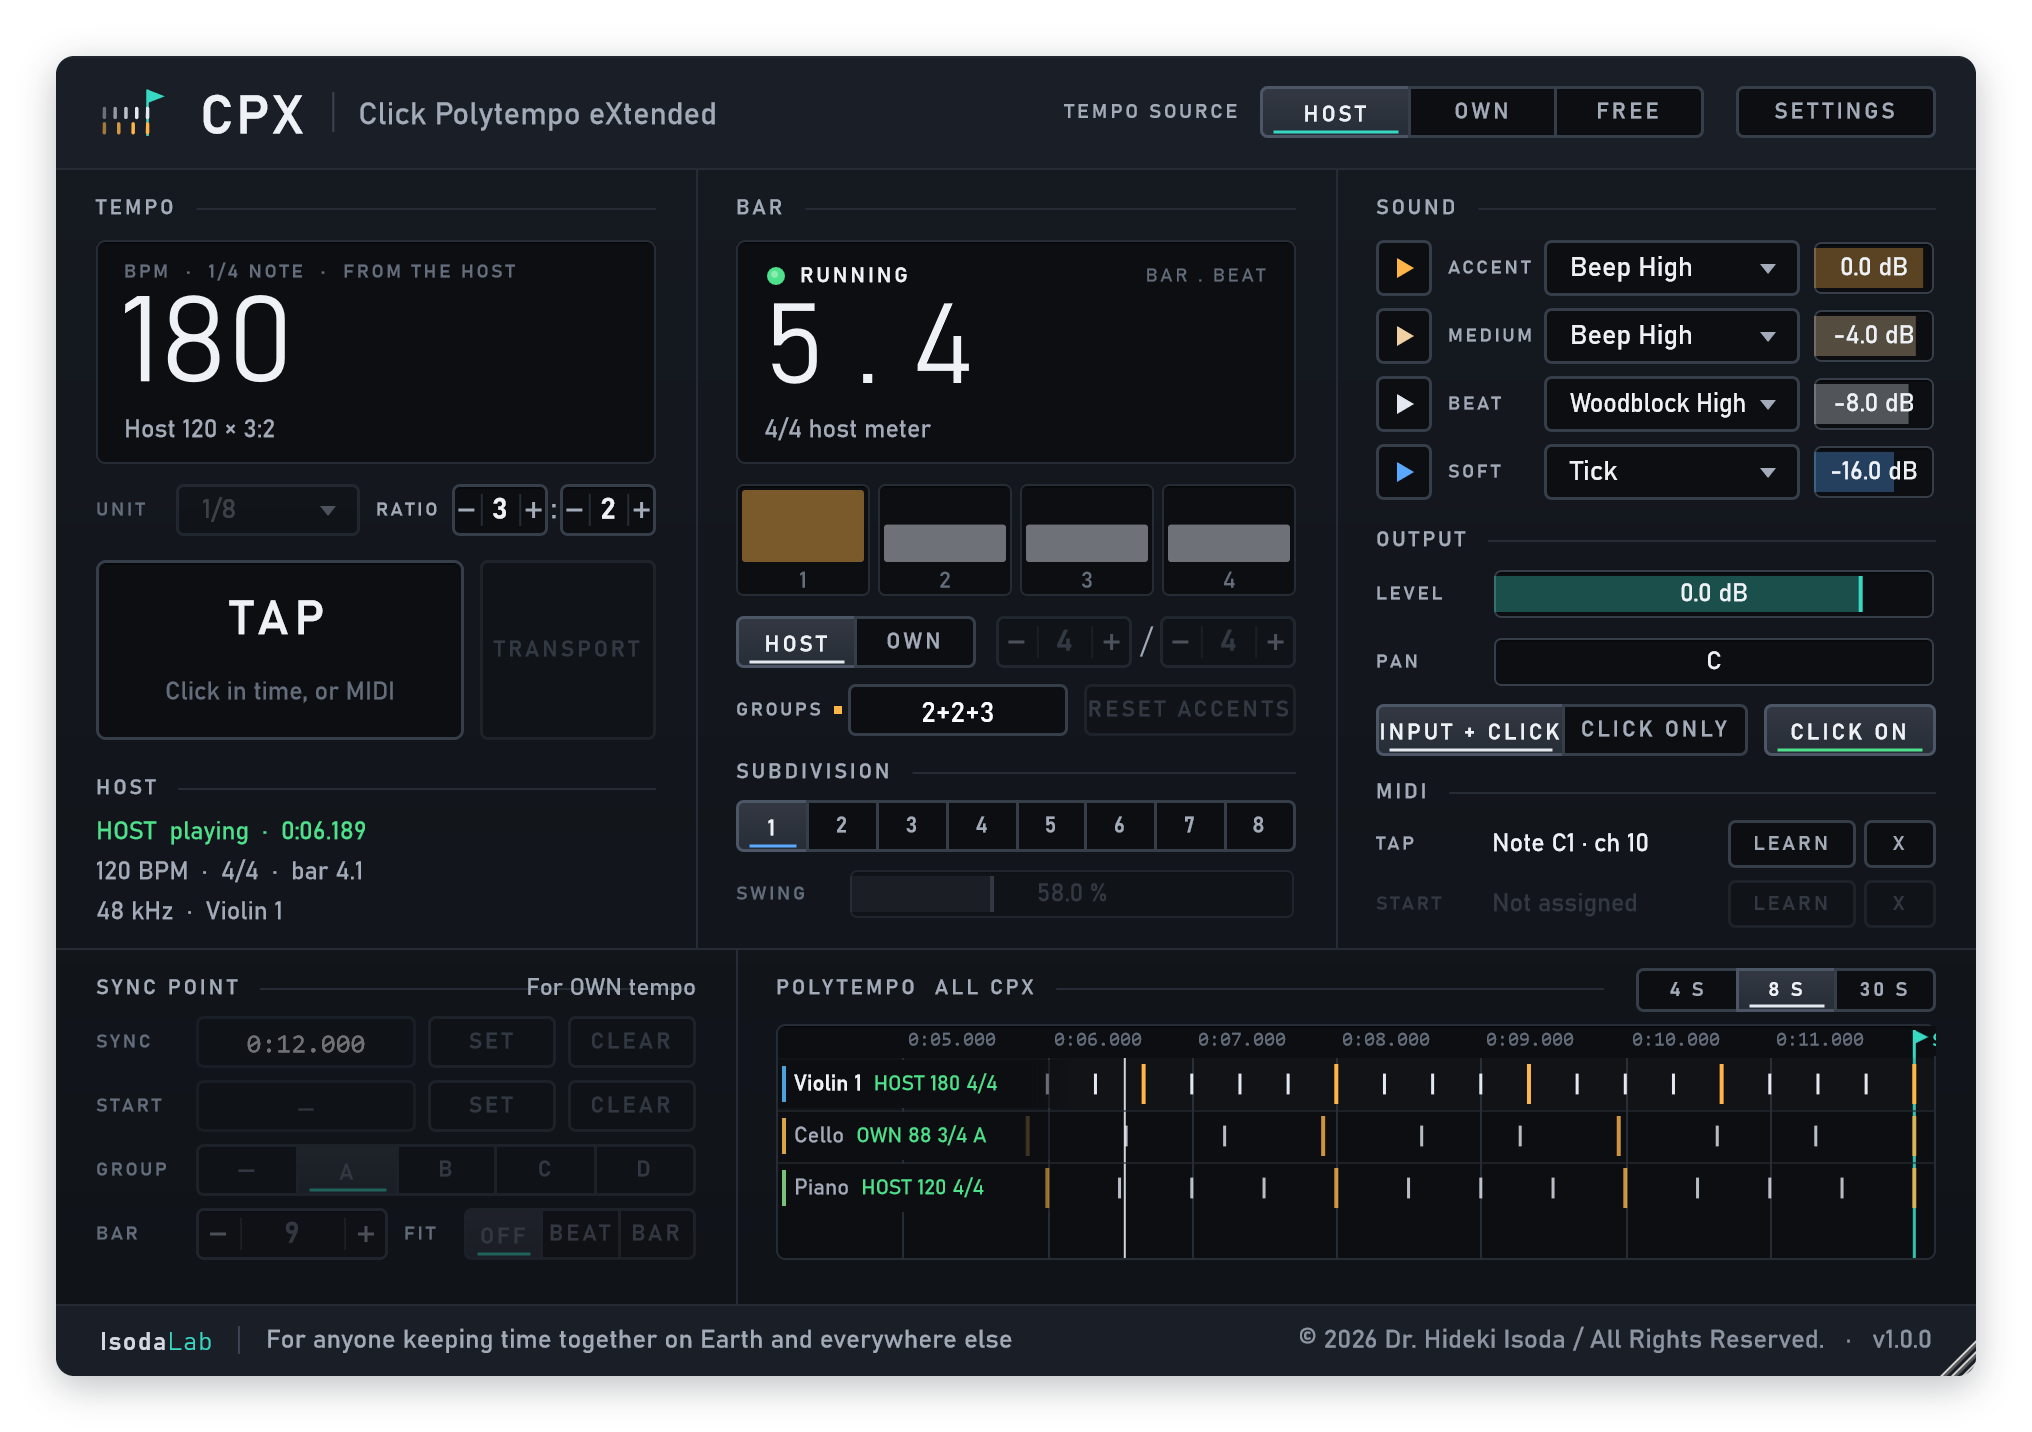 CPX Click Polytempo eXtended TEMPO SOURCE HOST OWN FREE SETTINGS
TEMPO
BPM · 1/4 NOTE · FROM THE HOST
180
Host 120 × 3:2
UNIT 1/8 RATIO − 3 + : − 2 +
TAP
Click in time, or MIDI
TRANSPORT
HOST
HOST playing · 0:06.189
120 BPM · 4/4 · bar 4.1
48 kHz · Violin 1
BAR
RUNNING BAR . BEAT
5 . 4
4/4 host meter
1 2 3 4
HOST OWN − 4 + / − 4 +
GROUPS 2+2+3 RESET ACCENTS
SUBDIVISION
1 2 3 4 5 6 7 8
SWING 58.0 %
SOUND
ACCENT Beep High 0.0 dB
MEDIUM Beep High -4.0 dB
BEAT Woodblock High -8.0 dB
SOFT Tick -16.0 dB
OUTPUT
LEVEL 0.0 dB
PAN C
INPUT + CLICK CLICK ONLY CLICK ON
MIDI
TAP Note C1 · ch 10 LEARN X
START Not assigned LEARN X
SYNC POINT For OWN tempo
SYNC 0:12.000 SET CLEAR
START — SET CLEAR
GROUP — A B C D
BAR − 9 + FIT OFF BEAT BAR
POLYTEMPO ALL CPX 4 S 8 S 30 S
0:05.000 0:06.000 0:07.000 0:08.000 0:09.000 0:10.000 0:11.000
Violin 1 HOST 180 4/4
Cello OWN 88 3/4 A
Piano HOST 120 4/4
IsodaLab For anyone keeping time together on Earth and everywhere else © 2026 Dr. Hideki Isoda / All Rights Reserved. · v1.0.0